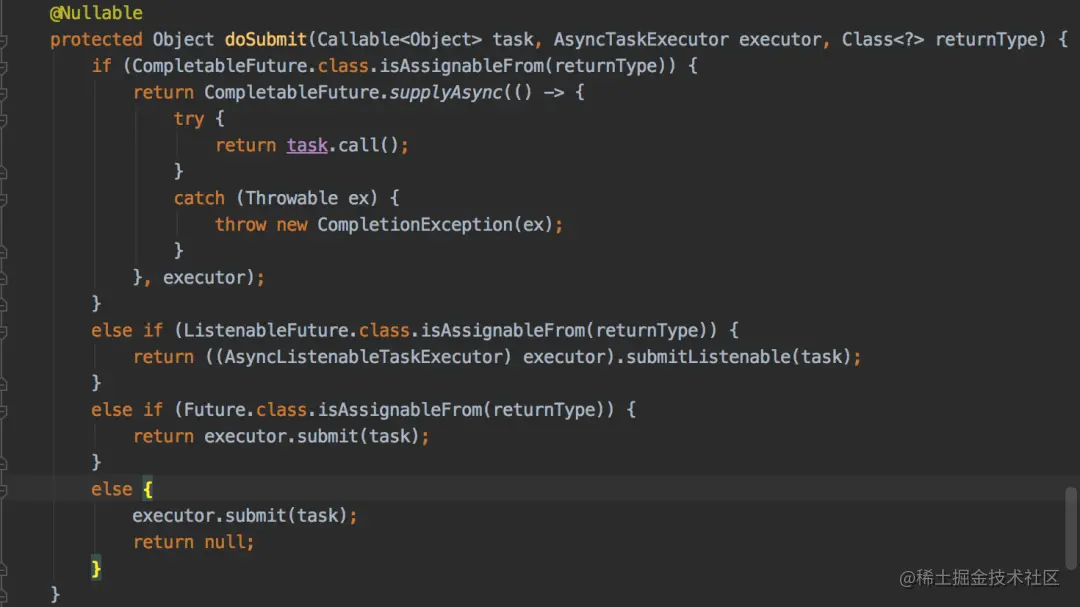 @Nullable
protected Object doSubmit(Callable<Object> task, AsyncTaskExecutor executor, Class<?> returnType) {
    if (CompletableFuture.class.isAssignableFrom(returnType)) {
        return CompletableFuture.supplyAsync(() -> {
            try {
                return task.call();
            }
            catch (Throwable ex) {
                throw new CompletionException(ex);
            }
        }, executor);
    }
    else if (ListenableFuture.class.isAssignableFrom(returnType)) {
        return ((AsyncListenableTaskExecutor) executor).submitListenable(task);
    }
    else if (Future.class.isAssignableFrom(returnType)) {
        return executor.submit(task);
    }
    else {
        executor.submit(task);
        return null;
    }
}
@稀土掘金技术社区